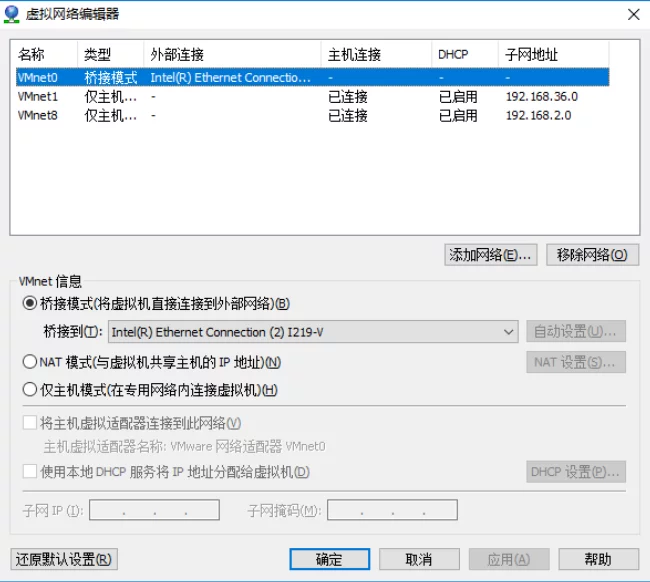 虚拟网络编辑器
名称 类型 外部连接 主机连接 DHCP 子网地址
VMnet0 桥接模式 Intel(R) Ethernet Connectio... - - -
VMnet1 仅主机... - 已连接 已启用 192.168.36.0
VMnet8 仅主机... - 已连接 已启用 192.168.2.0
添加网络(E)... 移除网络(O)
VMnet 信息
桥接模式(将虚拟机直接连接到外部网络)(B)
桥接到(T): Intel(R) Ethernet Connection (2) I219-V 自动设置(U)...
NAT 模式(与虚拟机共享主机的 IP 地址)(N) NAT 设置(S)...
仅主机模式(在专用网络内连接虚拟机)(H)
将主机虚拟适配器连接到此网络(V)
主机虚拟适配器名称: VMware 网络适配器 VMnet0
使用本地 DHCP 服务将 IP 地址分配给虚拟机(D) DHCP 设置(P)...
子网 IP (I): . . . 子网掩码(M): . . .
还原默认设置(R) 确定 取消 应用(A) 帮助